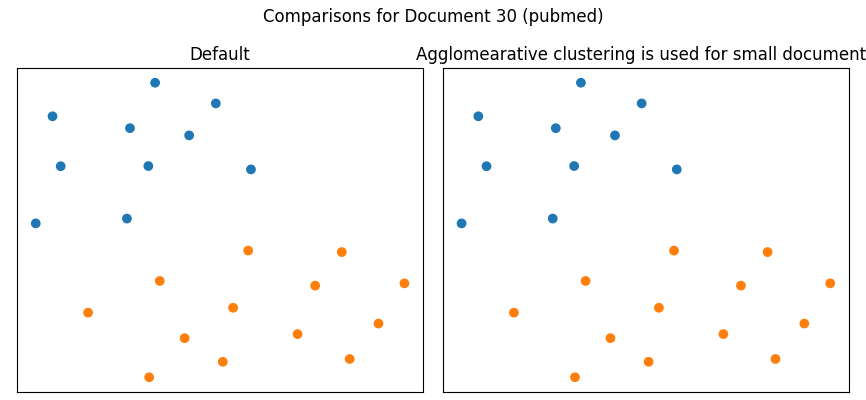 Comparisons for Document 30 (pubmed)
Default
Agglomearative clustering is used for small document